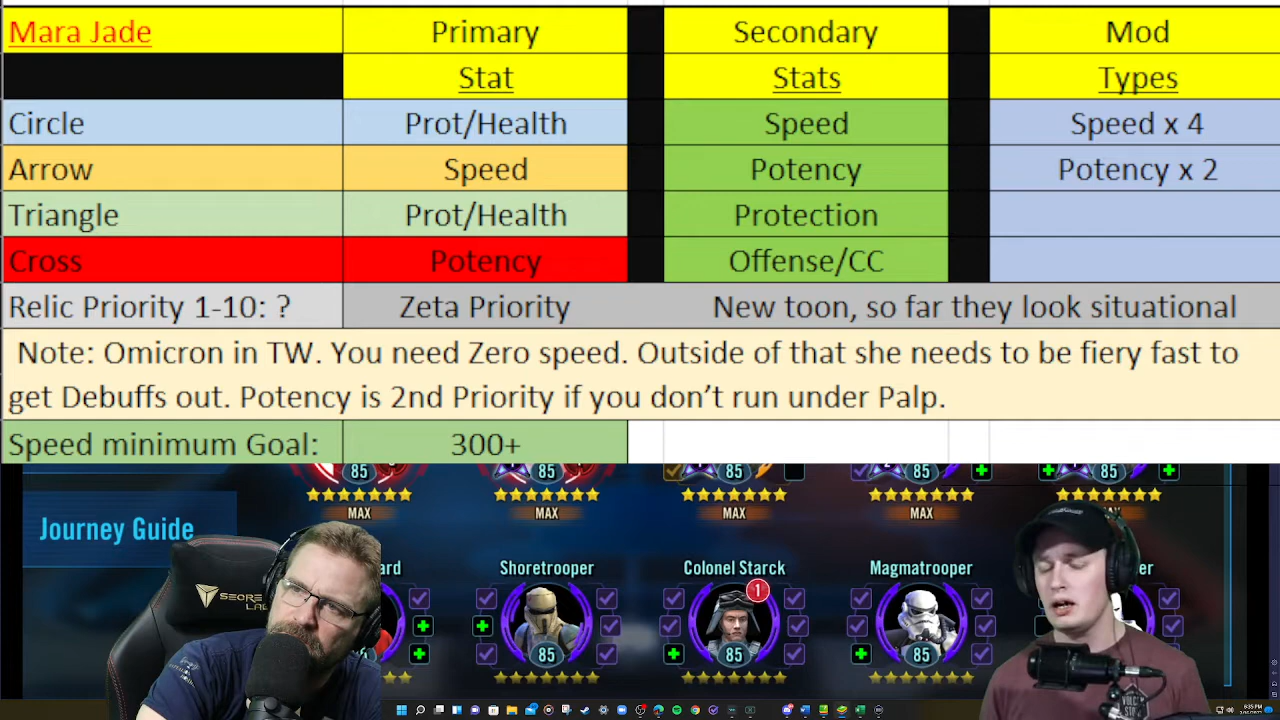 Mara Jade Primary Secondary Mod
Stat Stats Types
Circle Prot/Health Speed Speed x 4
Arrow Speed Potency Potency x 2
Triangle Prot/Health Protection
Cross Potency Offense/CC
Relic Priority 1-10: ? Zeta Priority New toon, so far they look situational
Note: Omicron in TW. You need Zero speed. Outside of that she needs to be fiery fast to
get Debuffs out. Potency is 2nd Priority if you don't run under Palp.
Speed minimum Goal: 300+
85 85 85 85 85
MAX MAX MAX MAX
Journey Guide
Shoretrooper Colonel Starck Magmatrooper
1
85 85 85